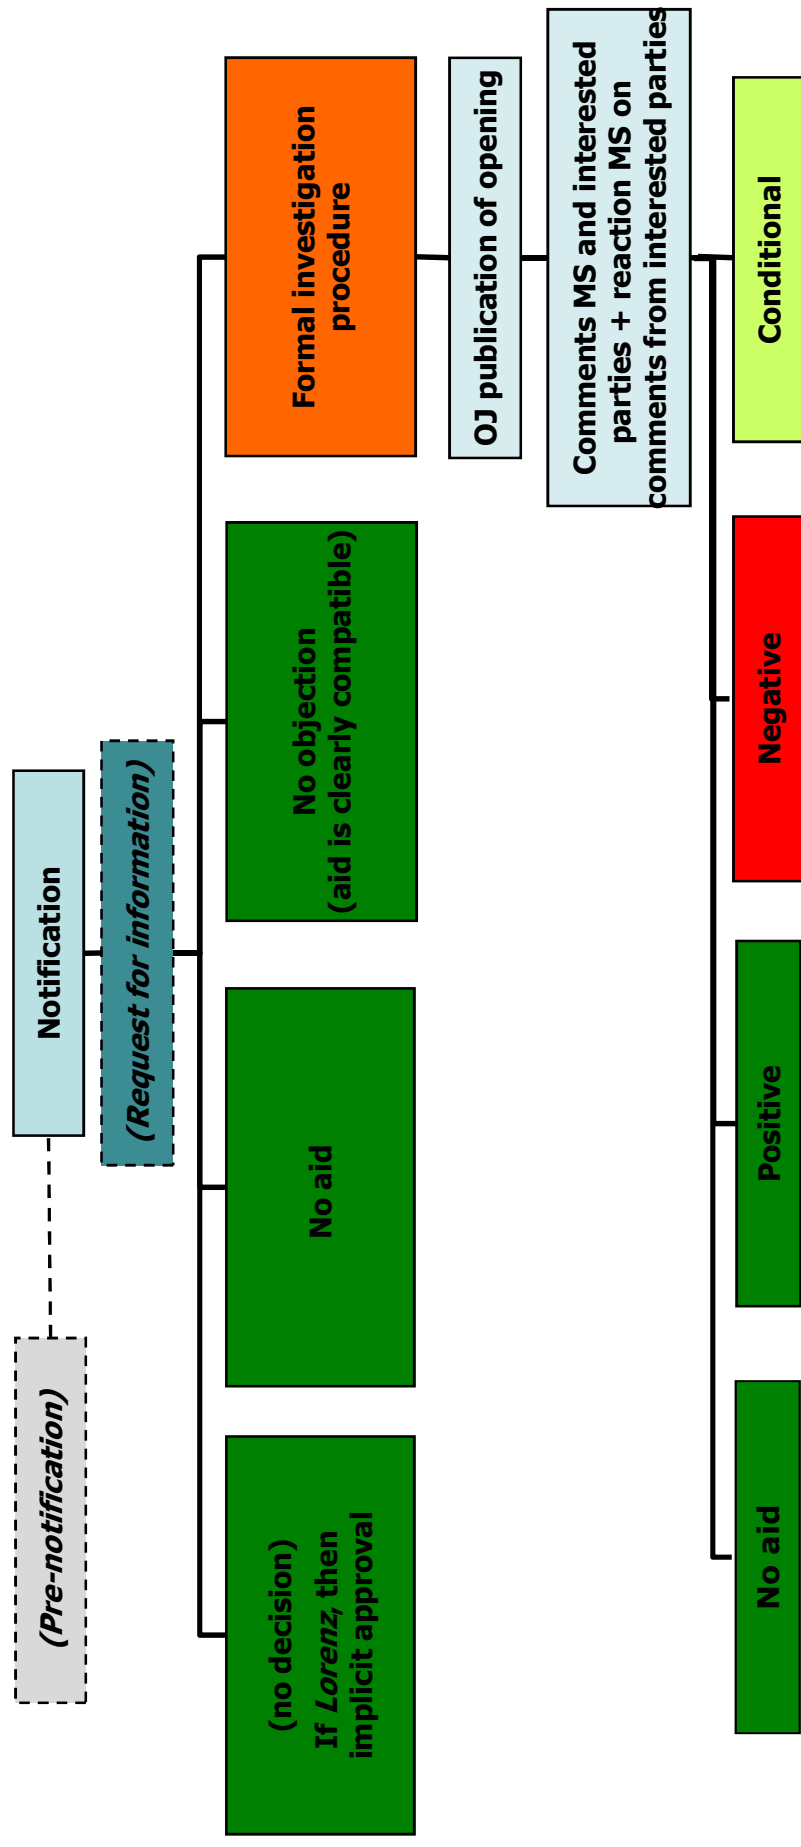 (Pre-notification)
Notification
(Request for information)
(no decision)
If Lorenz, then
implicit approval
No aid
No objection
(aid is clearly compatible)
Formal investigation
procedure
OJ publication of opening
Comments MS and interested
parties + reaction MS on
comments from interested parties
No aid
Positive
Negative
Conditional